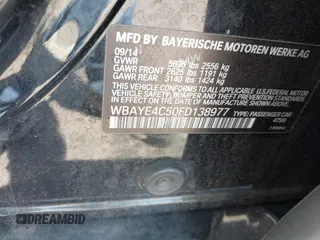 MFD BY BAYERISCHE MOTOREN WERKE AG
09/14
GVWR 5635 lbs 2556 kg
GAWR FRONT 2625 lbs 1191 kg
GAWR REAR 3140 lbs 1424 kg
WBAYE4C50FD138977 TYPE: PASSENGER CAR
THIS VEHICLE CONFORMS TO ALL APPLICABLE U.S. FEDERAL MOTOR
VEHICLE SAFETY, BUMPER, AND THEFT PREVENTION STANDARDS IN
EFFECT ON THE DATE OF MANUFACTURE SHOWN ABOVE.
DREAMBID